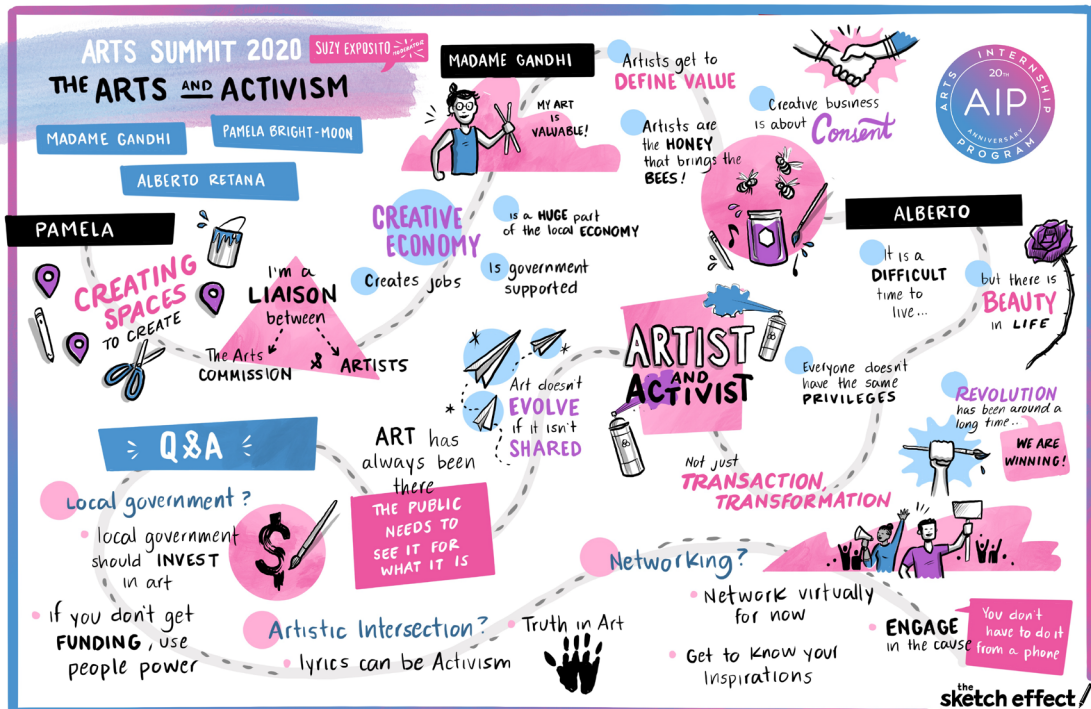 ARTS SUMMIT 2020
SUZY EXPOSITO
MODERATOR
THE ARTS AND ACTIVISM
MADAME GANDHI
PAMELA BRIGHT-MOON
ALBERTO RETANA
PAMELA
CREATING
SPACES
TO CREATE
I'm a
LIAISON
between
The Arts
COMMISSION
&
ARTISTS
MADAME GANDHI
MY ART
IS
VALUABLE!
CREATIVE
ECONOMY
Creates jobs
is a HUGE part
of the local ECONOMY
Is government
supported
Artists get to
DEFINE VALUE
Artists are
the HONEY
that brings the
BEES!
Creative business
is about Consent
ARTS INTERNSHIP
20TH
AIP
ANNIVERSARY
PROGRAM
ALBERTO
It is a
DIFFICULT
time to
live...
but there is
BEAUTY
in LIFE
Everyone doesn't
have the same
PRIVILEGES
REVOLUTION
has been around a
long time...
WE ARE
WINNING!
Not just
TRANSACTION,
TRANSFORMATION
ARTIST
AND
ACTIVIST
Art doesn't
EVOLVE
if it isn't
SHARED
ART has
always been
there
THE PUBLIC
NEEDS TO
SEE IT FOR
WHAT IT IS
Q&A
Local government?
local government
should INVEST
in art
if you don't get
FUNDING, use
people power
$
Artistic Intersection?
lyrics can be Activism
Truth in Art
Networking?
Network virtually
for now
Get to know your
Inspirations
ENGAGE
in the cause
You don't
have to do it
from a phone
the
sketch effect